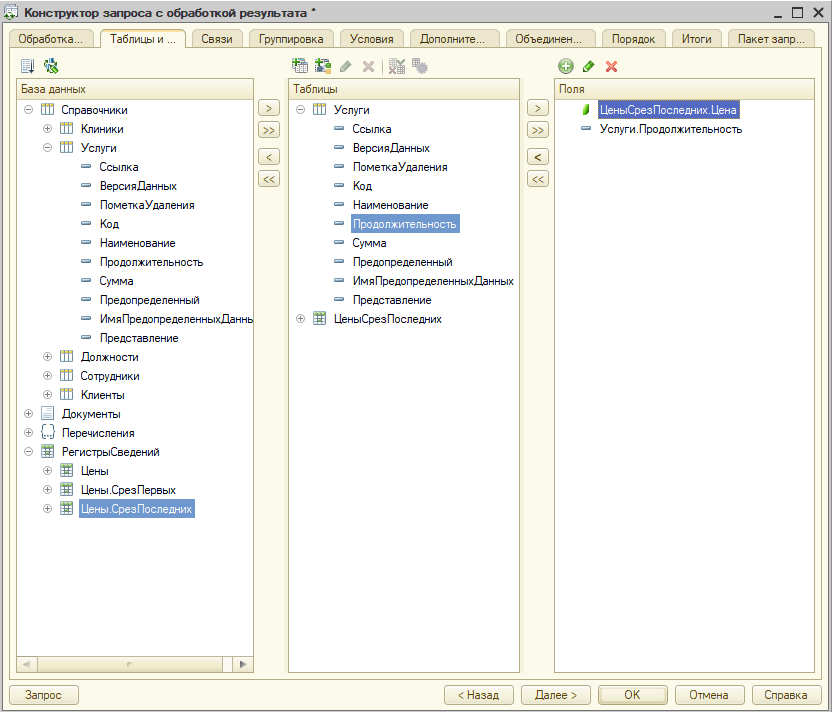 Конструктор запроса с обработкой результата *
Обработка... Таблицы и ... Связи Группировка Условия Дополните... Объединен... Порядок Итоги Пакет запр...
База данных
Справочники
Клиники
Услуги
Ссылка
ВерсияДанных
ПометкаУдаления
Код
Наименование
Продолжительность
Сумма
Предопределенный
ИмяПредопределенныхДаннь
Представление
Должности
Сотрудники
Клиенты
Документы
Перечисления
РегистрыСведений
Цены
Цены.СрезПервых
Цены.СрезПоследних
>
>>
<
<<
Таблицы
Услуги
Ссылка
ВерсияДанных
ПометкаУдаления
Код
Наименование
Продолжительность
Сумма
Предопределенный
ИмяПредопределенныхДанных
Представление
ЦеныСрезПоследних
>
>>
<
<<
Поля
ЦеныСрезПоследних.Цена
Услуги.Продолжительность
Запрос < Назад Далее > OK Отмена Справка